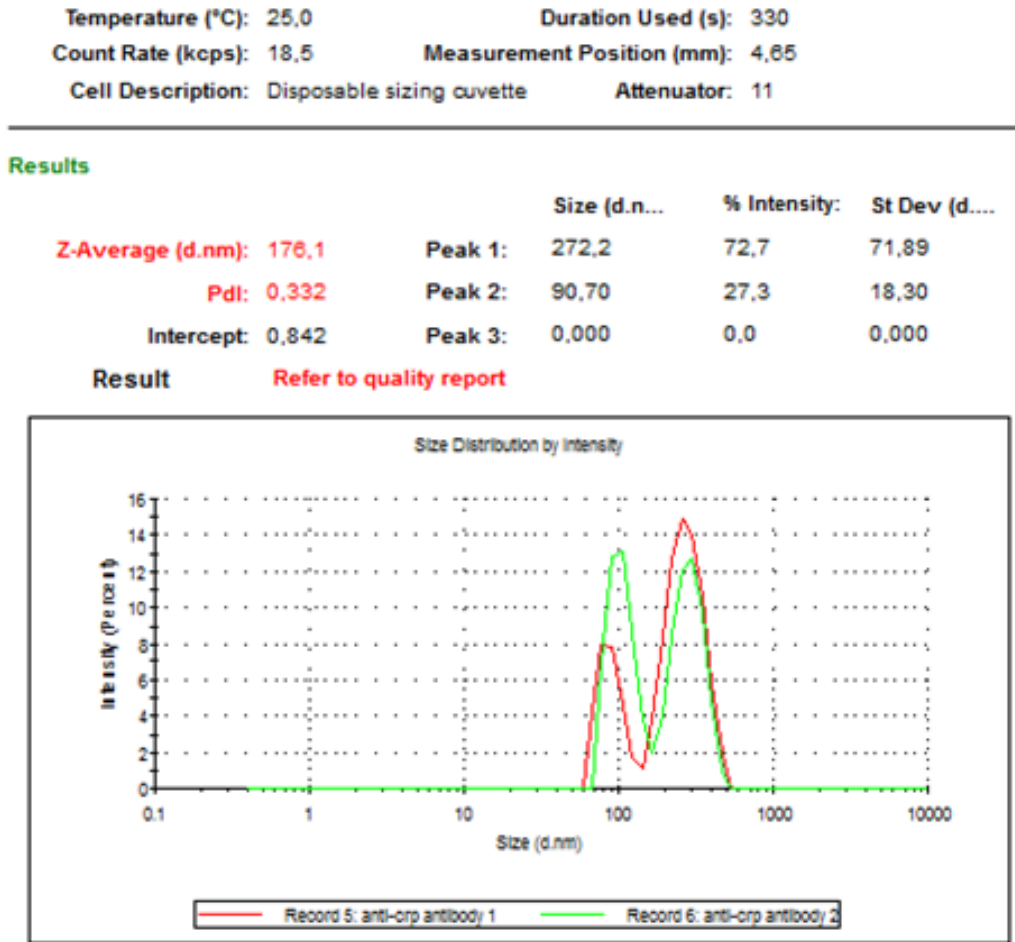 Temperature (°C): 25,0 Duration Used (s): 330
Count Rate (kcps): 18,5 Measurement Position (mm): 4,65
Cell Description: Disposable sizing cuvette Attenuator: 11
Results
Size (d.n... % Intensity: St Dev (d....
Z-Average (d.nm): 176,1 Peak 1: 272,2 72,7 71,89
PdI: 0,332 Peak 2: 90,70 27,3 18,30
Intercept: 0,842 Peak 3: 0,000 0,0 0,000
Result Refer to quality report
Size Distribution by Intensity
Intensity (Percent)
16
14
12
10
8
6
4
2
0
0.1 1 10 100 1000 10000
Size (d.nm)
Record 5: anti-crp antibody 1 Record 6: anti-crp antibody 2